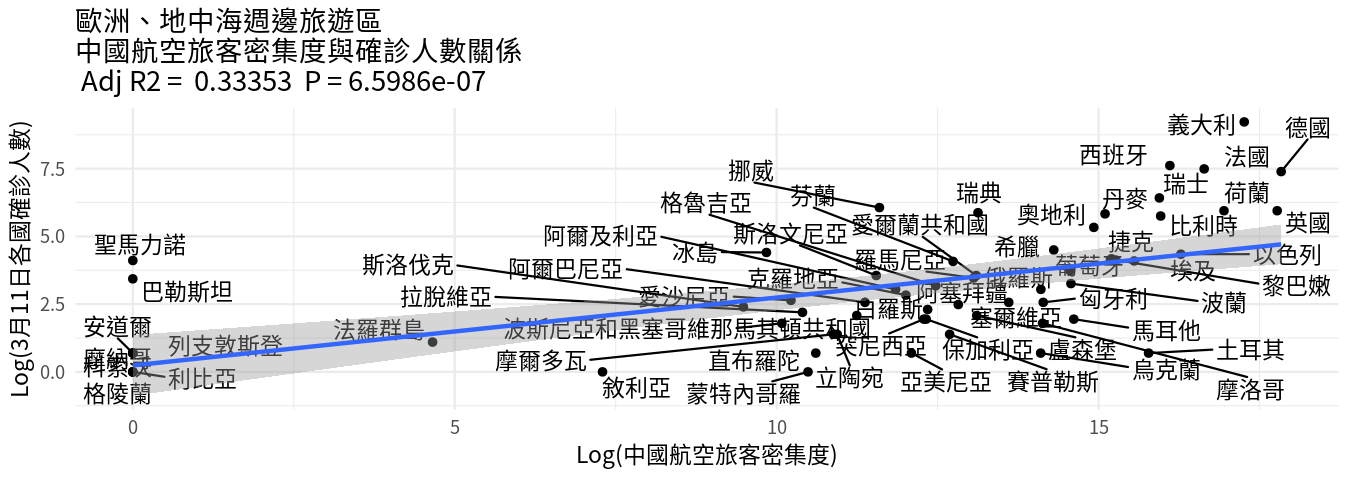 歐洲、地中海週邊旅遊區
中國航空旅客密集度與確診人數關係
Adj R2 = 0.33353 P = 6.5986e-07
Log(3月11日各國確診人數)
7.5
5.0
2.5
0.0
義大利
德國
西班牙
法國
挪威
瑞士
芬蘭
瑞典
丹麥
荷蘭
格魯吉亞
奧地利
比利時
英國
愛爾蘭共和國
斯洛文尼亞
阿爾及利亞
捷克
希臘
聖馬力諾
冰島
羅馬尼亞
以色列
斯洛伐克
阿爾巴尼亞
葡萄牙
埃及
俄羅斯
克羅地亞
黎巴嫩
巴勒斯坦
拉脫維亞
愛沙尼亞
阿塞拜疆
匈牙利
波蘭
白羅斯
塞爾維亞
安道爾
法羅群島
波斯尼亞和黑塞哥維那
馬其頓共和國
馬耳他
列支敦斯登
突尼西亞
保加利亞
盧森堡
土耳其
摩納哥
科索沃
摩爾多瓦
直布羅陀
烏克蘭
利比亞
立陶宛
亞美尼亞
賽普勒斯
格陵蘭
敘利亞
蒙特內哥羅
摩洛哥
0
5
10
15
Log(中國航空旅客密集度)